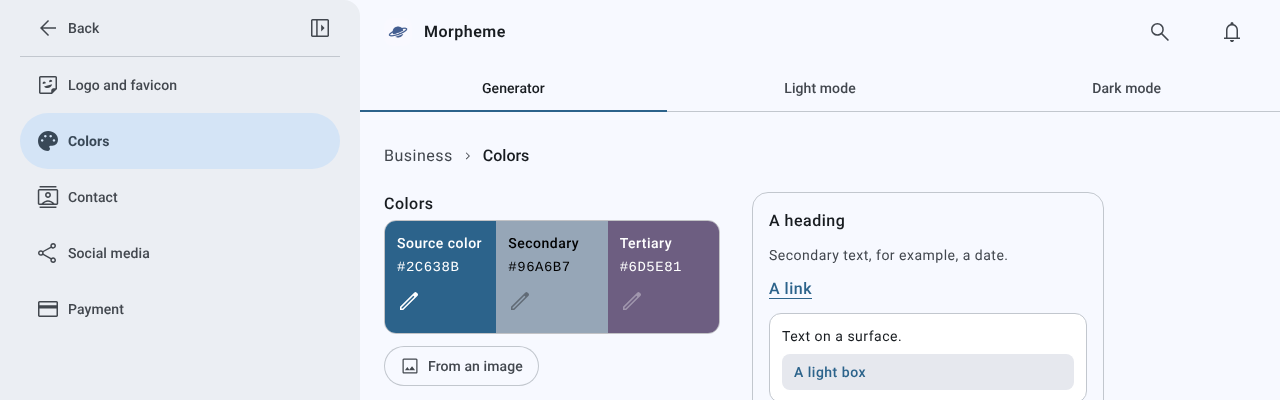 Back
Logo and favicon
Colors
Contact
Social media
Payment
Morpheme
Generator
Light mode
Dark mode
Business › Colors
Colors
Source color
#2C638B
Secondary
#96A6B7
Tertiary
#6D5E81
From an image
A heading
Secondary text, for example, a date.
A link
Text on a surface.
A light box